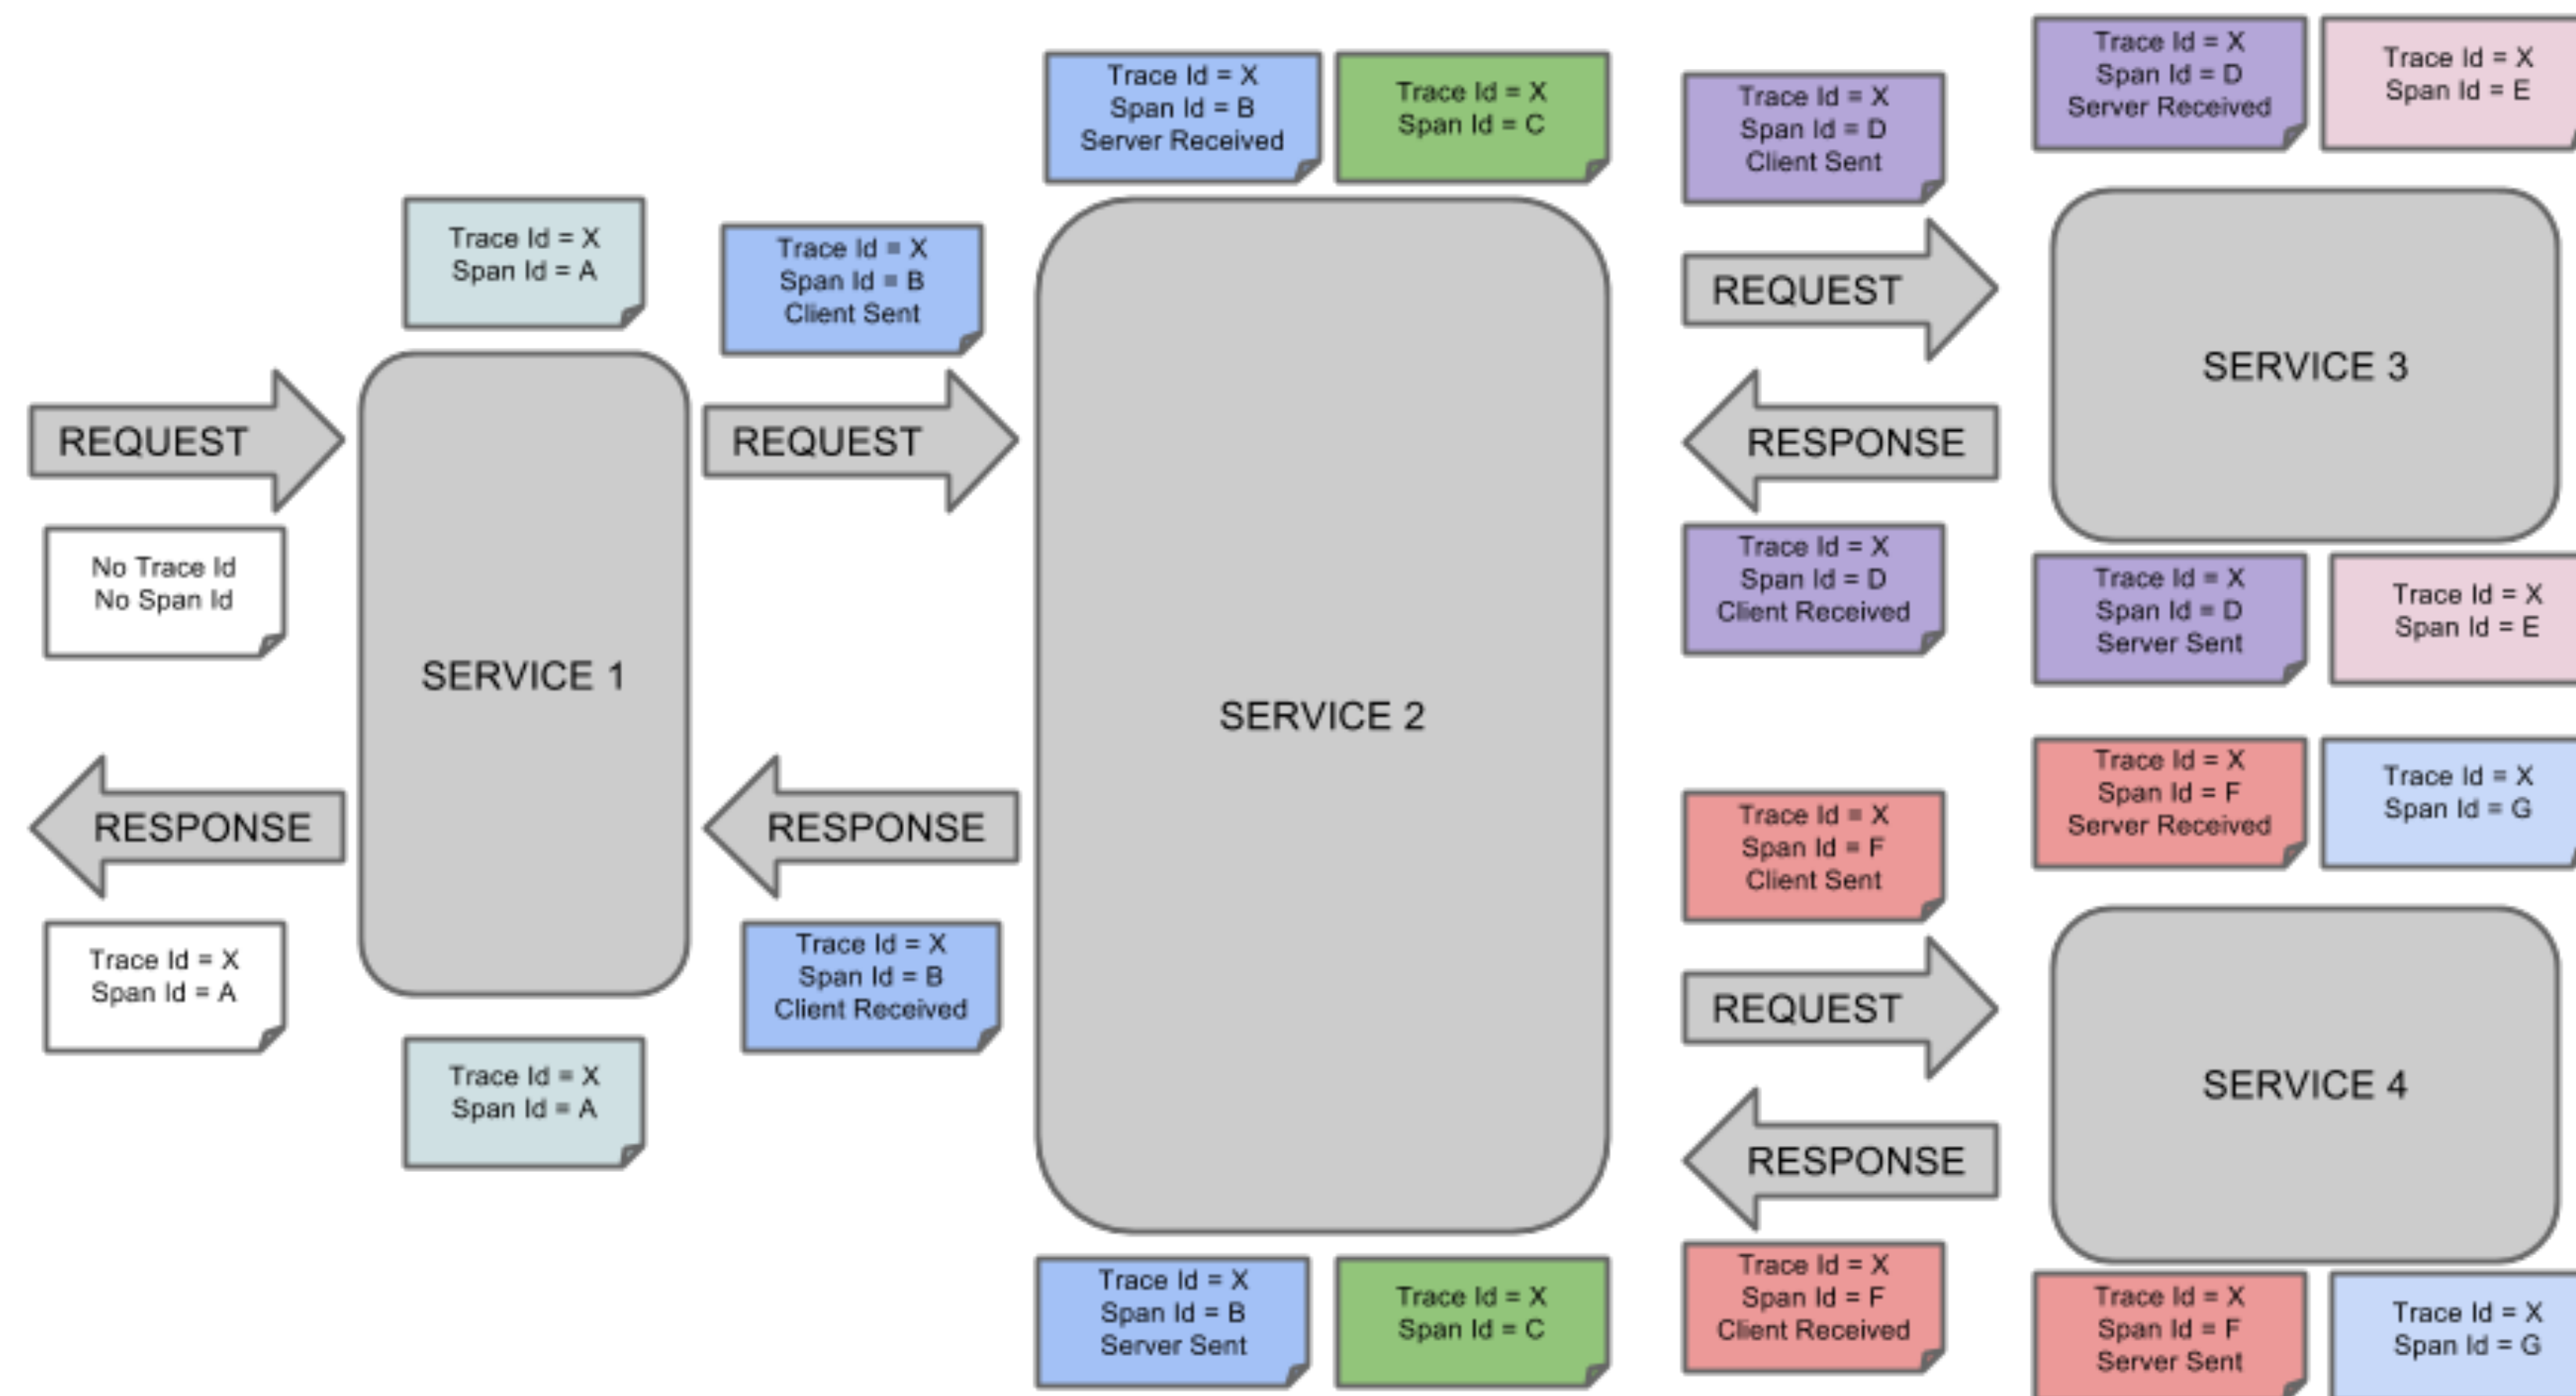 Trace Id = X
Span Id = D
Server Received
Trace Id = X
Span Id = E
Trace Id = X
Span Id = B
Server Received
Trace Id = X
Span Id = C
Trace Id = X
Span Id = D
Client Sent
Trace Id = X
Span Id = A
Trace Id = X
Span Id = B
Client Sent
REQUEST
SERVICE 3
REQUEST
REQUEST
RESPONSE
No Trace Id
No Span Id
Trace Id = X
Span Id = D
Client Received
Trace Id = X
Span Id = D
Server Sent
Trace Id = X
Span Id = E
SERVICE 1
SERVICE 2
Trace Id = X
Span Id = F
Server Received
Trace Id = X
Span Id = G
RESPONSE
RESPONSE
Trace Id = X
Span Id = F
Client Sent
Trace Id = X
Span Id = A
Trace Id = X
Span Id = B
Client Received
REQUEST
Trace Id = X
Span Id = A
SERVICE 4
RESPONSE
Trace Id = X
Span Id = B
Server Sent
Trace Id = X
Span Id = C
Trace Id = X
Span Id = F
Client Received
Trace Id = X
Span Id = F
Server Sent
Trace Id = X
Span Id = G